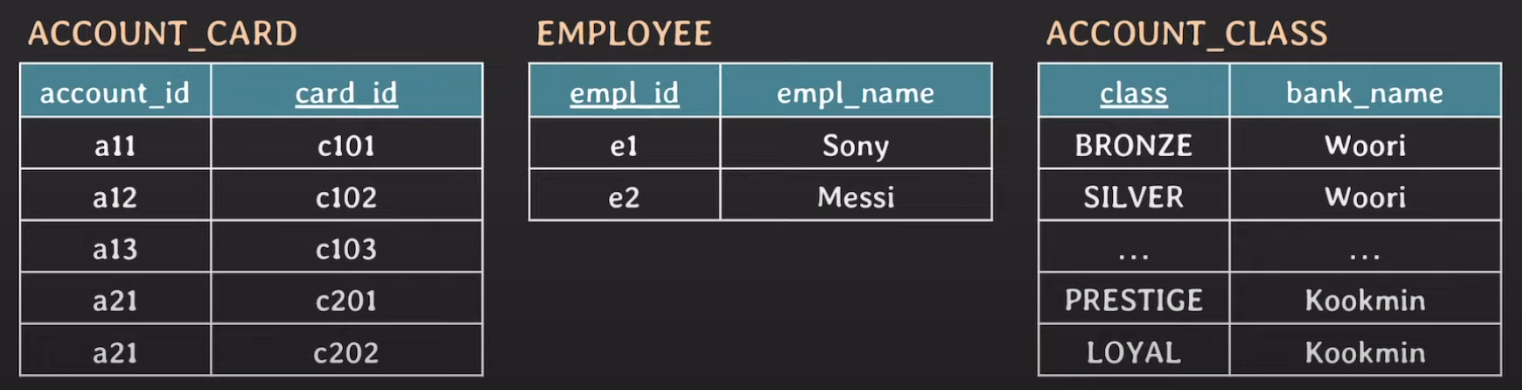 ACCOUNT_CARD EMPLOYEE ACCOUNT_CLASS
account_id card_id empl_id empl_name class bank_name
a11 c101 e1 Sony BRONZE Woori
a12 c102 e2 Messi SILVER Woori
a13 c103 ... ...
a21 c201 PRESTIGE Kookmin
a21 c202 LOYAL Kookmin